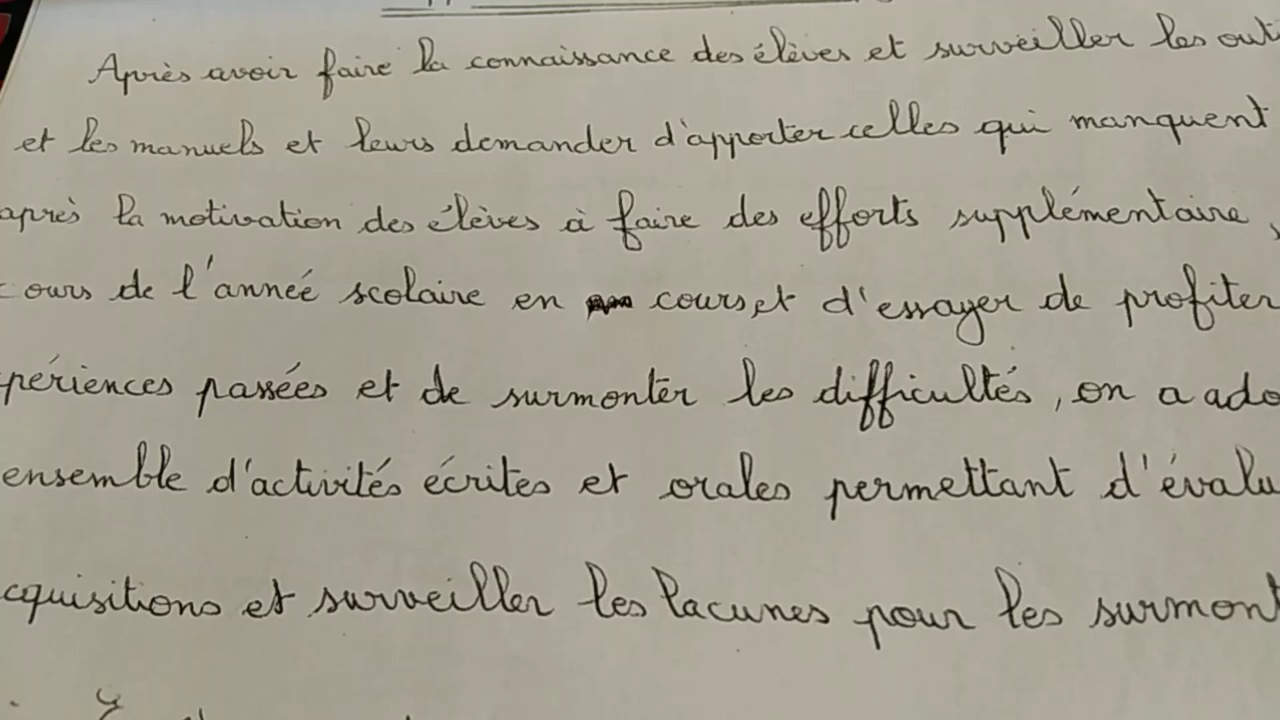 Après avoir faire la connaissance des élèves et surveiller les outi
et les manuels et leurs demander d'apporter celles qui manquent
après la motivation des élèves à faire des efforts supplémentaire,
cours de l'année scolaire en cours et d'essayer de profiter
périences passées et de surmonter les difficultés, on a ado
ensemble d'activités écrites et orales permettant d'évalu
cquisitions et surveiller les lacunes pour les surmont